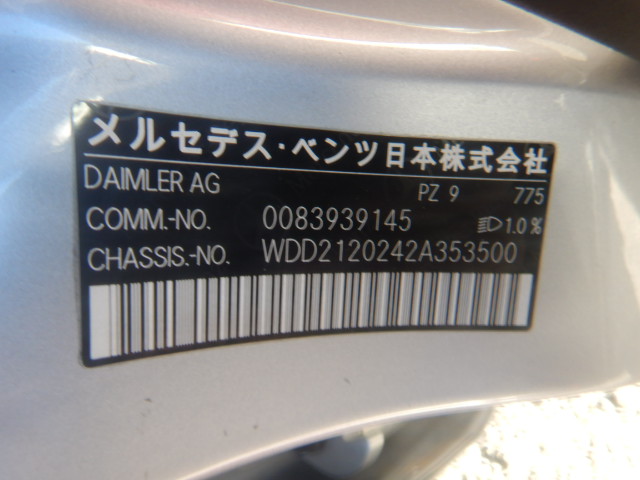 メルセデス・ベンツ日本株式会社
DAIMLER AG PZ 9 775
COMM.-NO. 0083939145 1.0 %
CHASSIS.-NO. WDD2120242A353500